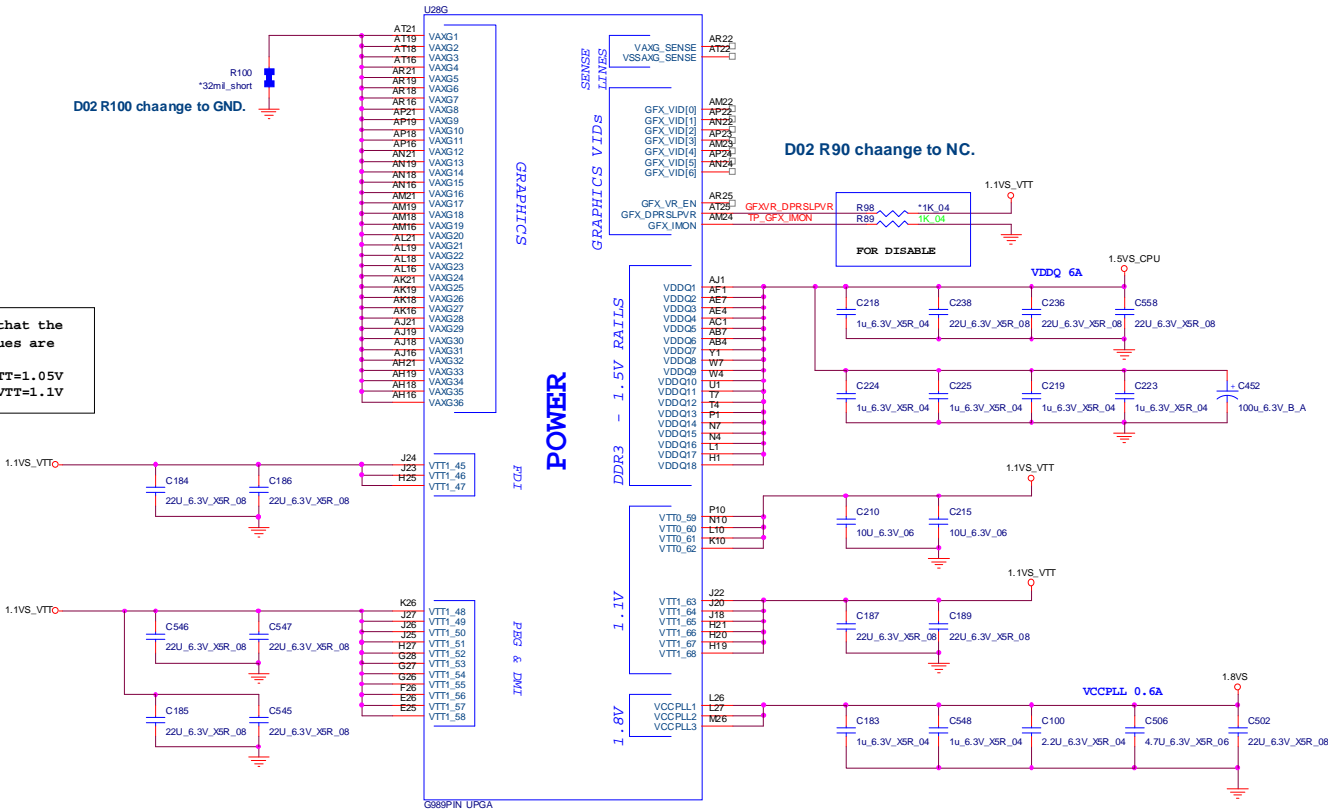 U28G
AT21 VAXG1
AT19 VAXG2
AT18 VAXG3
AT16 VAXG4
AR21 VAXG5
AR19 VAXG6
AR18 VAXG7
AR16 VAXG8
AP21 VAXG9
AP19 VAXG10
AP18 VAXG11
AP16 VAXG12
AN21 VAXG13
AN19 VAXG14
AN18 VAXG15
AN16 VAXG16
AM21 VAXG17
AM19 VAXG18
AM18 VAXG19
AM16 VAXG20
AL21 VAXG21
AL19 VAXG22
AL18 VAXG23
AL16 VAXG24
AK21 VAXG25
AK19 VAXG26
AK18 VAXG27
AK16 VAXG28
AJ21 VAXG29
AJ19 VAXG30
AJ18 VAXG31
AJ16 VAXG32
AH21 VAXG33
AH19 VAXG34
AH18 VAXG35
AH16 VAXG36
GRAPHICS
R100
*32mil_short
D02 R100 chaange to GND.
that the
ues are
TT=1.05V
VTT=1.1V
1.1VS_VTT
C184
22U_6.3V_X5R_08
C186
22U_6.3V_X5R_08
J24 VTT1_45
J23 VTT1_46
H25 VTT1_47
FDI
1.1VS_VTT
C546
22U_6.3V_X5R_08
C547
22U_6.3V_X5R_08
C185
22U_6.3V_X5R_08
C545
22U_6.3V_X5R_08
K26 VTT1_48
J27 VTT1_49
J26 VTT1_50
J25 VTT1_51
H27 VTT1_52
G28 VTT1_53
G27 VTT1_54
G26 VTT1_55
F26 VTT1_56
E26 VTT1_57
E25 VTT1_58
PEG & DMI
POWER
G989PIN UPGA
SENSE
LINES
VAXG_SENSE AR22
VSSAXG_SENSE AT22
GRAPHICS VIDs
GFX_VID[0] AM22
GFX_VID[1] AP22
GFX_VID[2] AN22
GFX_VID[3] AP23
GFX_VID[4] AM23
GFX_VID[5] AP24
GFX_VID[6] AN24
GFX_VR_EN AR25
GFX_DPRSLPVR AT25
GFX_IMON AM24
D02 R90 chaange to NC.
GFXVR_DPRSLPVR
TP_GFX_IMON
R98 *1K_04
R89 1K_04
FOR DISABLE
1.1VS_VTT
DDR3 - 1.5V RAILS
VDDQ1 AJ1
VDDQ2 AF1
VDDQ3 AE7
VDDQ4 AE4
VDDQ5 AC1
VDDQ6 AB7
VDDQ7 AB4
VDDQ8 Y1
VDDQ9 W7
VDDQ10 W4
VDDQ11 U1
VDDQ12 T7
VDDQ13 T4
VDDQ14 P1
VDDQ15 N7
VDDQ16 N4
VDDQ17 L1
VDDQ18 H1
VDDQ 6A
1.5VS_CPU
C218
1u_6.3V_X5R_04
C238
22U_6.3V_X5R_08
C236
22U_6.3V_X5R_08
C558
22U_6.3V_X5R_08
C224
1u_6.3V_X5R_04
C225
1u_6.3V_X5R_04
C219
1u_6.3V_X5R_04
C223
1u_6.3V_X5R_04
+ C452
100u_6.3V_B_A
1.1V
VTT0_59 P10
VTT0_60 N10
VTT0_61 L10
VTT0_62 K10
1.1VS_VTT
C210
10U_6.3V_06
C215
10U_6.3V_06
VTT1_63 J22
VTT1_64 J20
VTT1_65 J18
VTT1_66 H21
VTT1_67 H20
VTT1_68 H19
1.1VS_VTT
C187
22U_6.3V_X5R_08
C189
22U_6.3V_X5R_08
1.8V
VCCPLL1 L26
VCCPLL2 L27
VCCPLL3 M26
VCCPLL 0.6A
1.8VS
C183
1u_6.3V_X5R_04
C548
1u_6.3V_X5R_04
C100
2.2U_6.3V_X5R_04
C506
4.7U_6.3V_X5R_06
C502
22U_6.3V_X5R_08